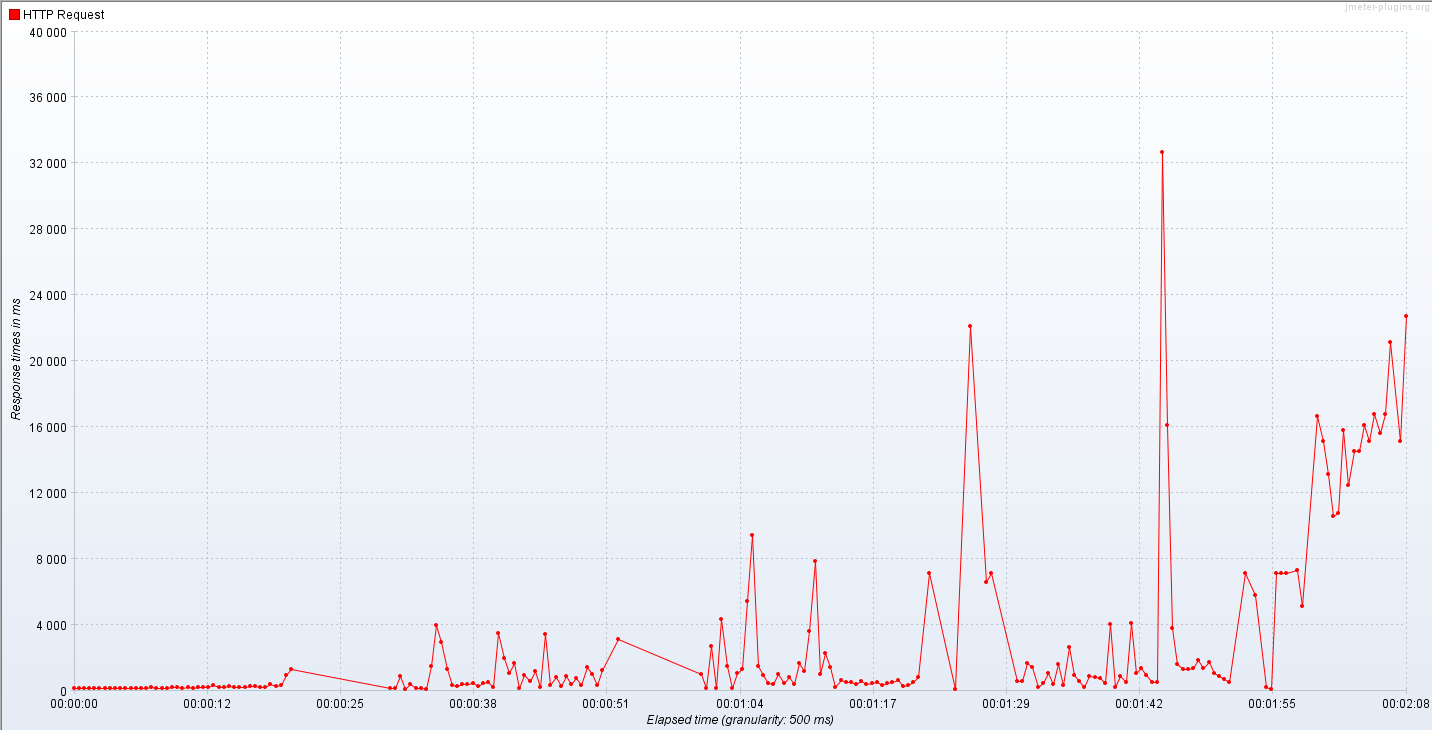 jmeter-plugins.org
HTTP Request
40 000
36 000
32 000
28 000
24 000
20 000
16 000
12 000
8 000
4 000
0
Response times in ms
00:00:00 00:00:12 00:00:25 00:00:38 00:00:51 00:01:04 00:01:17 00:01:29 00:01:42 00:01:55 00:02:08
Elapsed time (granularity: 500 ms)